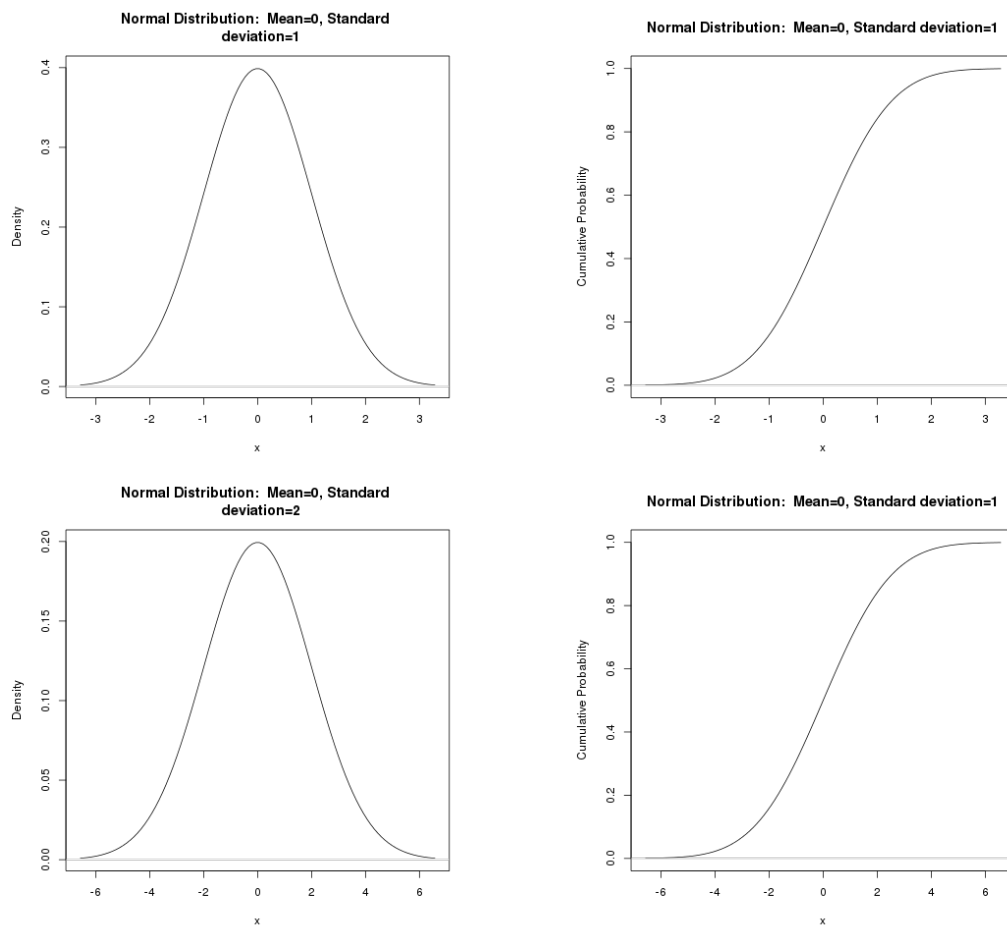 Normal Distribution:  Mean=0, Standard
deviation=1
Density
0.4
0.3
0.2
0.1
0.0
-3 -2 -1 0 1 2 3
x
Normal Distribution:  Mean=0, Standard deviation=1
Cumulative Probability
1.0
0.8
0.6
0.4
0.2
0.0
-3 -2 -1 0 1 2 3
x
Normal Distribution:  Mean=0, Standard
deviation=2
Density
0.20
0.15
0.10
0.05
0.00
-6 -4 -2 0 2 4 6
x
Normal Distribution:  Mean=0, Standard deviation=1
Cumulative Probability
1.0
0.8
0.6
0.4
0.2
0.0
-6 -4 -2 0 2 4 6
x